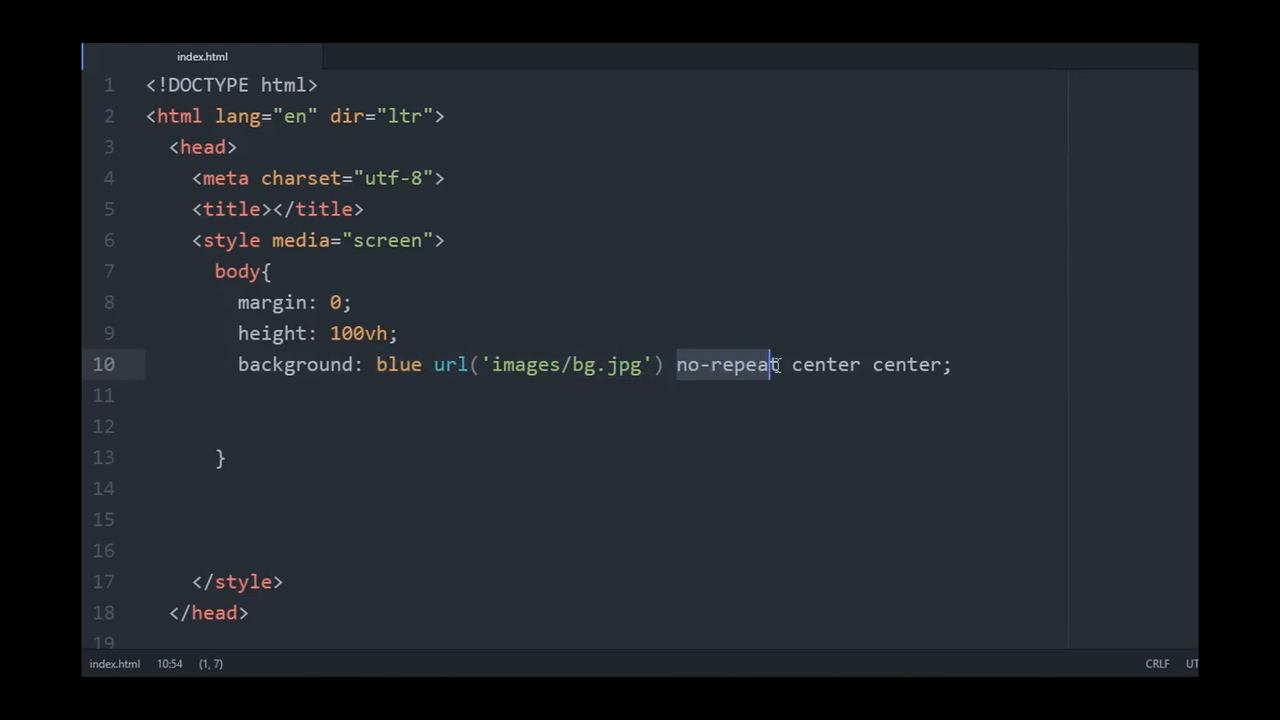 index.html
1 <!DOCTYPE html>
2 <html lang="en" dir="ltr">
3 <head>
4 <meta charset="utf-8">
5 <title></title>
6 <style media="screen">
7 body{
8 margin: 0;
9 height: 100vh;
10 background: blue url('images/bg.jpg') no-repeat center center;
11
12
13 }
14
15
16
17 </style>
18 </head>
19
index.html 10:54 (1, 7) CRLF UT